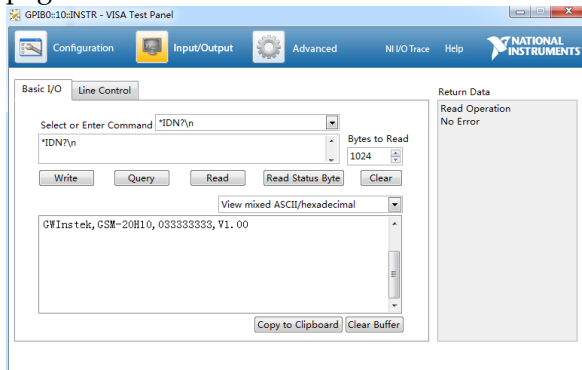 GPIB0::10::INSTR - VISA Test Panel
Configuration Input/Output Advanced NI I/O Trace Help NATIONAL INSTRUMENTS
Basic I/O Line Control
Return Data
Read Operation
No Error
Select or Enter Command *IDN?\n
*IDN?\n
Bytes to Read
1024
Write Query Read Read Status Byte Clear
View mixed ASCII/hexadecimal
GWInstek,GSM-20H10,033333333,V1.00
Copy to Clipboard Clear Buffer